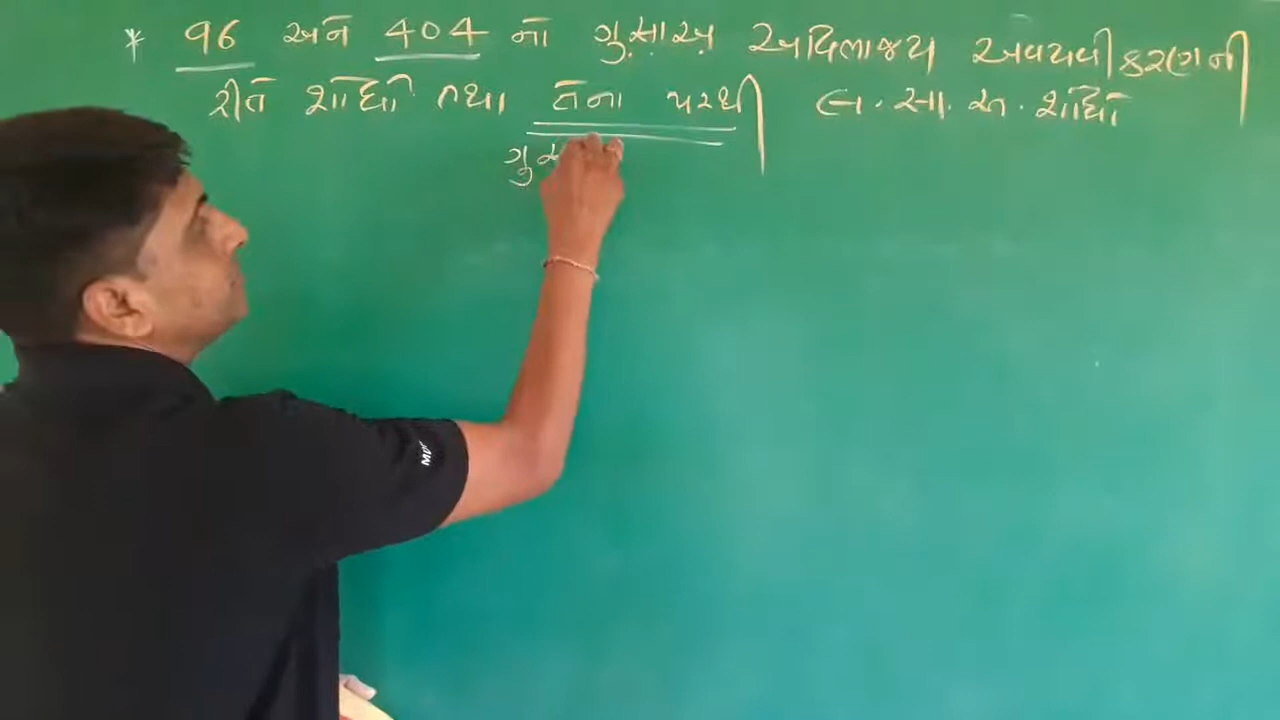 * 96 અને 404 ના ગુ.સા.અ. અવિભાજ્ય અવયવીકરણની
રીતે શોધો તથા તેના પરથી લ.સા.અ. શોધો
ગુ